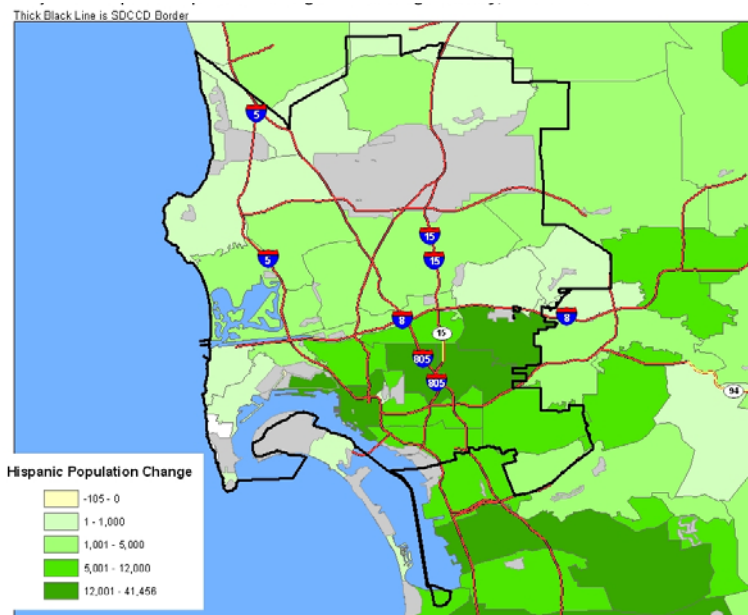 Thick Black Line is SDCCD Border
5
15
15
5
8
15
8
805
805
94
Hispanic Population Change
-105 - 0
1 - 1,000
1,001 - 5,000
5,001 - 12,000
12,001 - 41,456